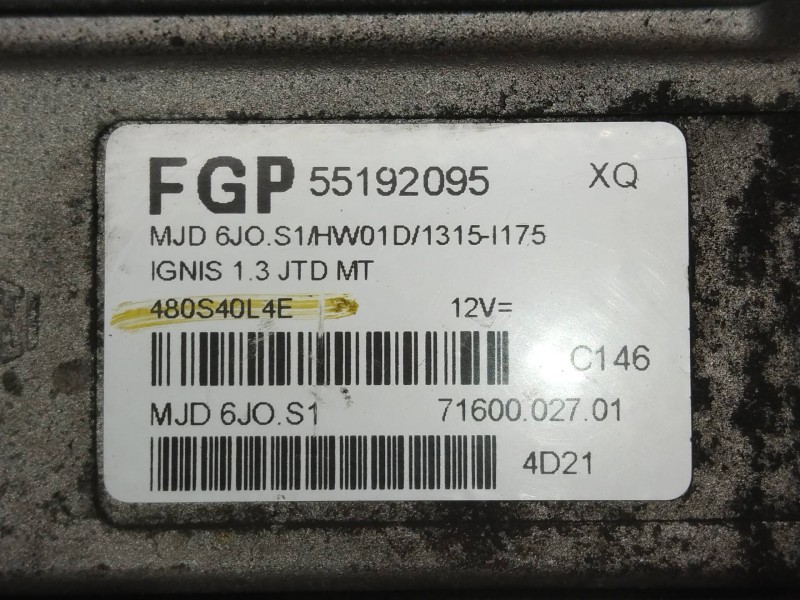 FGP 55192095 XQ
MJD 6JO.S1/HW01D/1315-I175
IGNIS 1.3 JTD MT
480S40L4E 12V=
C146
MJD 6JO.S1 71600.027.01
4D21